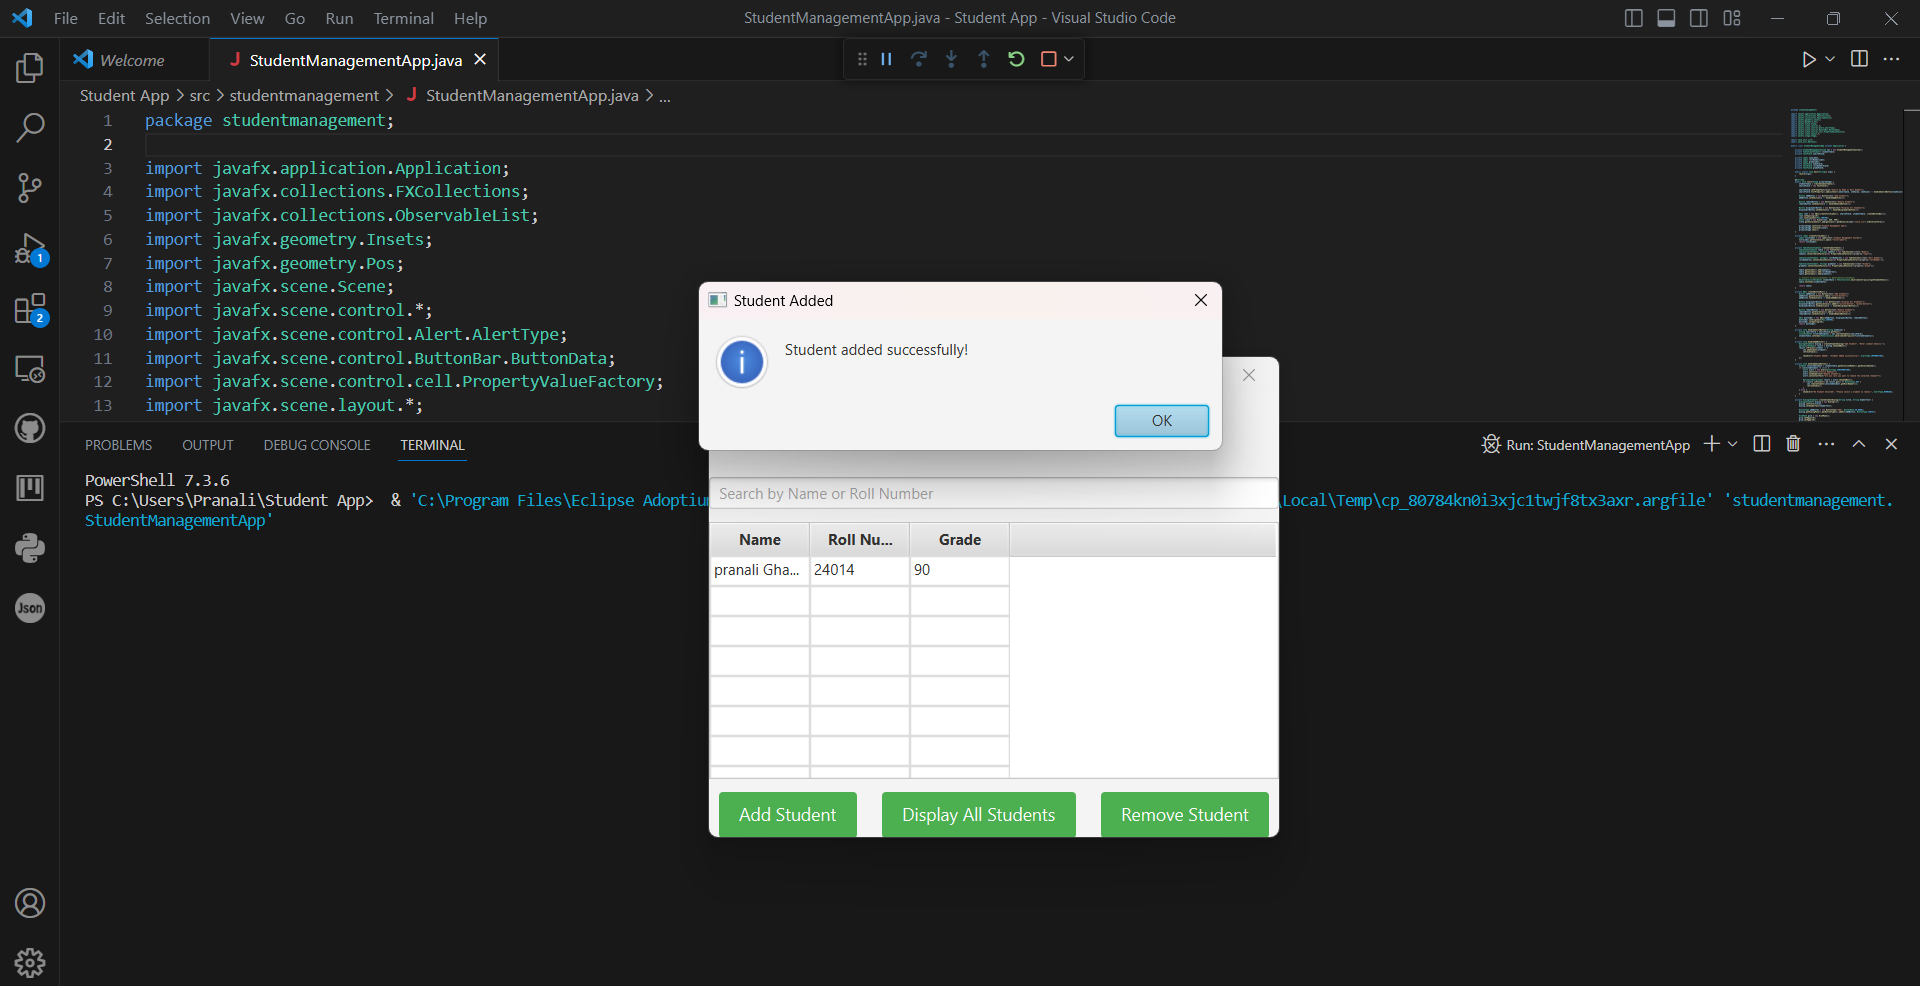 File Edit Selection View Go Run Terminal Help
StudentManagementApp.java - Student App - Visual Studio Code
Welcome
J StudentManagementApp.java
Student App > src > studentmanagement > J StudentManagementApp.java > ...
1 package studentmanagement;
2
3 import javafx.application.Application;
4 import javafx.collections.FXCollections;
5 import javafx.collections.ObservableList;
6 import javafx.geometry.Insets;
7 import javafx.geometry.Pos;
8 import javafx.scene.Scene;
9 import javafx.scene.control.*;
10 import javafx.scene.control.Alert.AlertType;
11 import javafx.scene.control.ButtonBar.ButtonData;
12 import javafx.scene.control.cell.PropertyValueFactory;
13 import javafx.scene.layout.*;
1
2
Json
Student Added
Student added successfully!
OK
PROBLEMS OUTPUT DEBUG CONSOLE TERMINAL
Run: StudentManagementApp
PowerShell 7.3.6
PS C:\Users\Pranali\Student App> & 'C:\Program Files\Eclipse Adoptium
\Local\Temp\cp_80784kn0i3xjc1twjf8tx3axr.argfile' 'studentmanagement.
StudentManagementApp'
Search by Name or Roll Number
Name Roll Nu... Grade
pranali Gha... 24014 90
Add Student Display All Students Remove Student